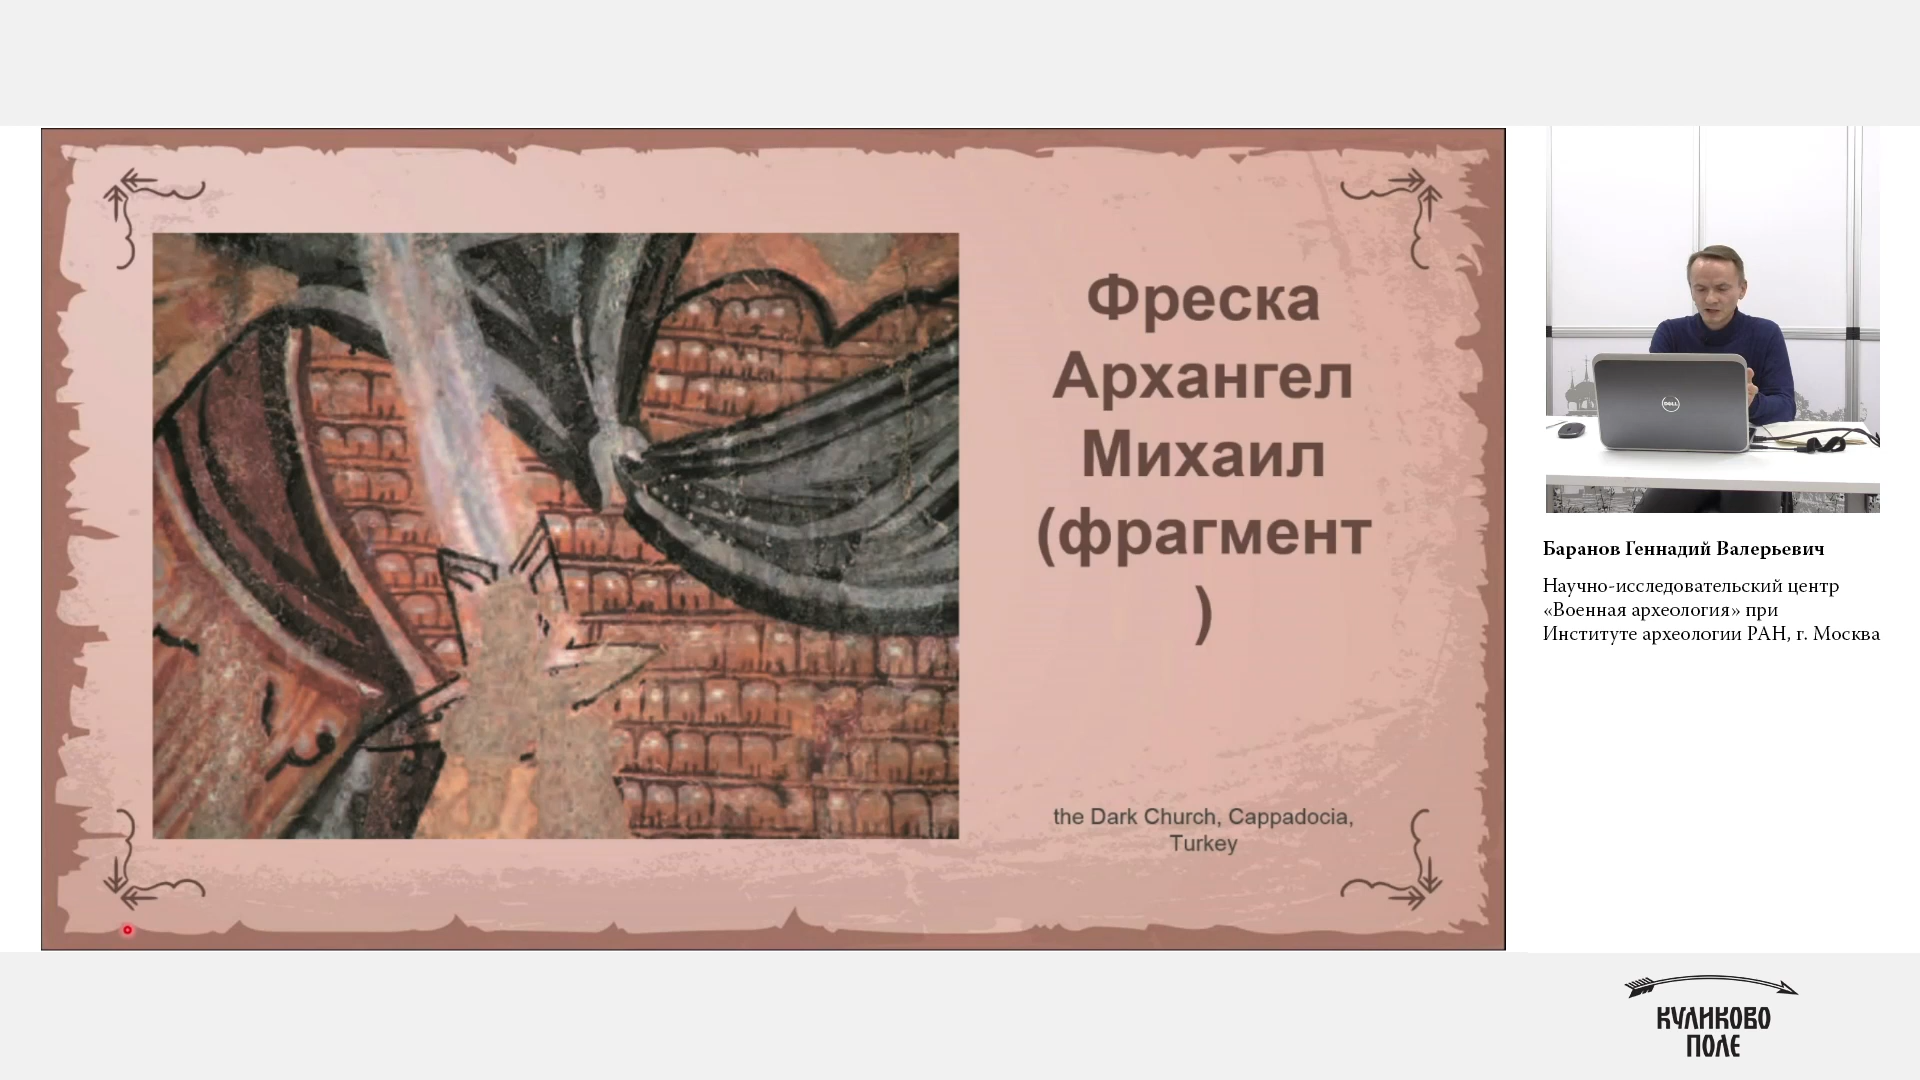 Фреска
Архангел
Михаил
(фрагмент
)
the Dark Church, Cappadocia,
Turkey
DELL
Баранов Геннадий Валерьевич
Научно-исследовательский центр
«Военная археология» при
Институте археологии РАН, г. Москва
КУЛИКОВО
ПОЛЕ